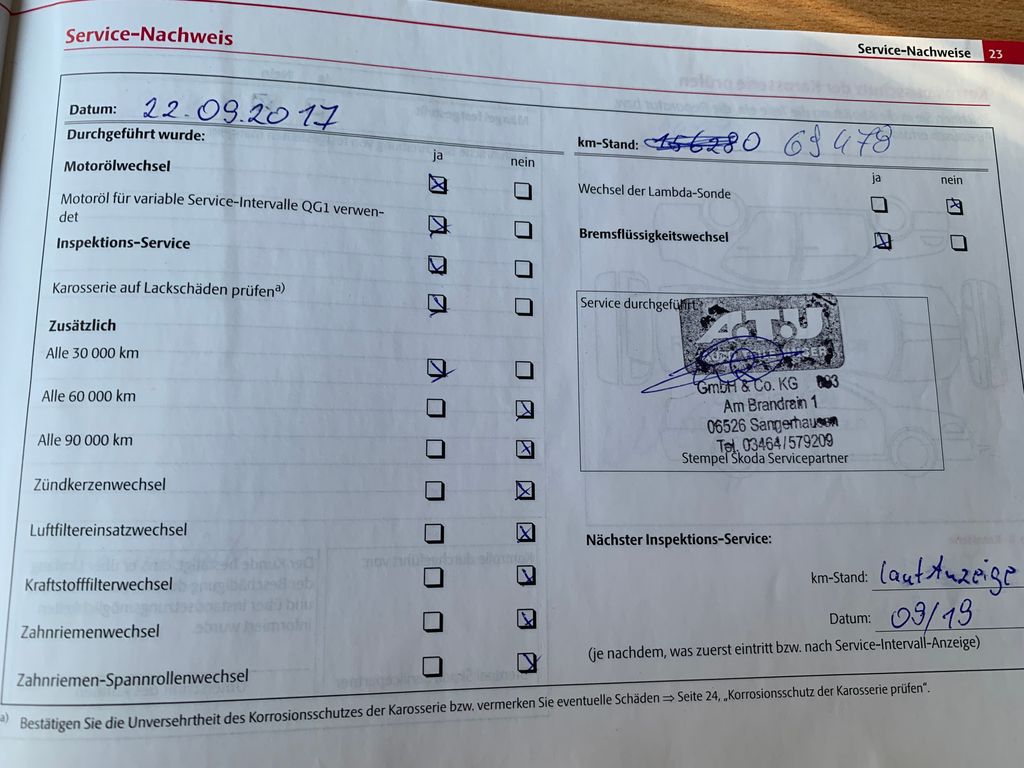 Service-Nachweis
Service-Nachweise 23
Datum: 22.09.2017
Durchgeführt wurde:
ja nein
Motorölwechsel
Motoröl für variable Service-Intervalle QG1 verwen-
det
Inspektions-Service
Karosserie auf Lackschäden prüfen a)
Zusätzlich
Alle 30 000 km
Alle 60 000 km
Alle 90 000 km
Zündkerzenwechsel
Luftfiltereinsatzwechsel
Kraftstofffilterwechsel
Zahnriemenwechsel
Zahnriemen-Spannrollenwechsel
km-Stand: 156280 69 478
ja nein
Wechsel der Lambda-Sonde
Bremsflüssigkeitswechsel
Service durchgeführt
A.T.U
GmbH & Co. KG
Am Brandrain 1
06526 Sangerhausen
Tel. 03464/579209
Stempel Skoda Servicepartner
Nächster Inspektions-Service:
km-Stand: laut Anzeige
Datum: 09/19
(je nachdem, was zuerst eintritt bzw. nach Service-Intervall-Anzeige)
a) Bestätigen Sie die Unversehrtheit des Korrosionsschutzes der Karosserie bzw. vermerken Sie eventuelle Schäden ⇒ Seite 24, „Korrosionsschutz der Karosserie prüfen“.